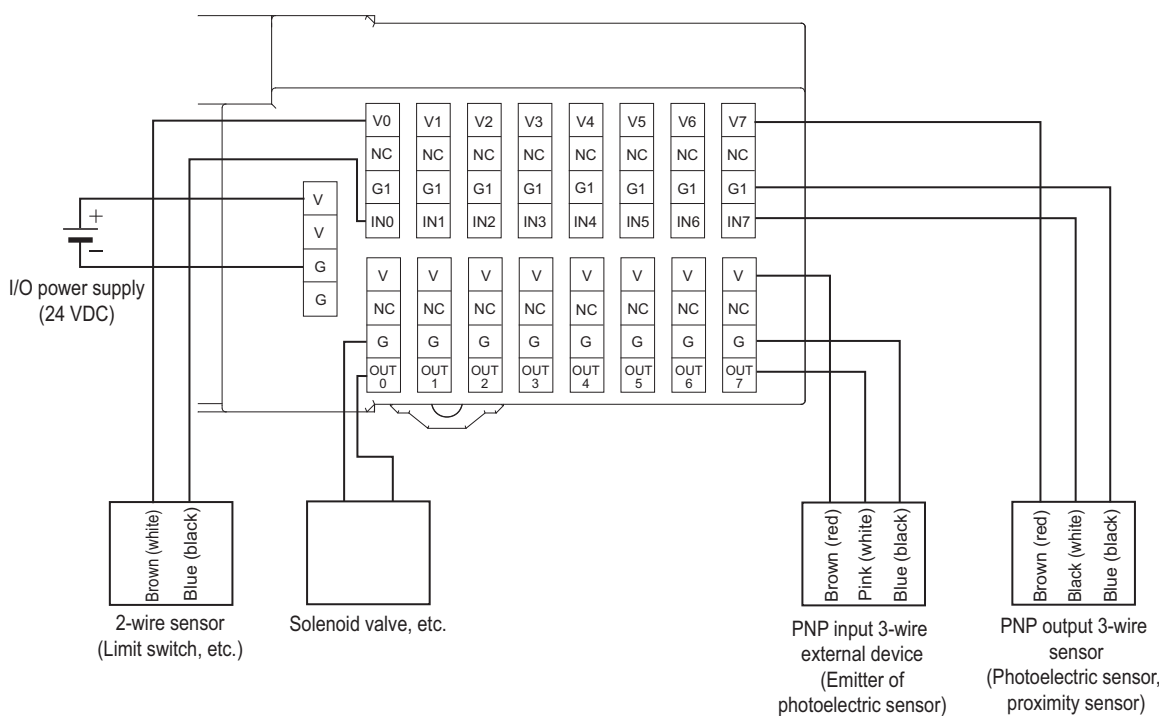 V0 V1 V2 V3 V4 V5 V6 V7
NC NC NC NC NC NC NC NC
G1 G1 G1 G1 G1 G1 G1 G1
IN0 IN1 IN2 IN3 IN4 IN5 IN6 IN7
V
V
G
G
+
−
I/O power supply
(24 VDC)
V V V V V V V V
NC NC NC NC NC NC NC NC
G G G G G G G G
OUT OUT OUT OUT OUT OUT OUT OUT
0 1 2 3 4 5 6 7
Brown (white)
Blue (black)
2-wire sensor
(Limit switch, etc.)
Solenoid valve, etc.
Brown (red)
Pink (white)
Blue (black)
PNP input 3-wire
external device
(Emitter of
photoelectric sensor)
Brown (red)
Black (white)
Blue (black)
PNP output 3-wire
sensor
(Photoelectric sensor,
proximity sensor)